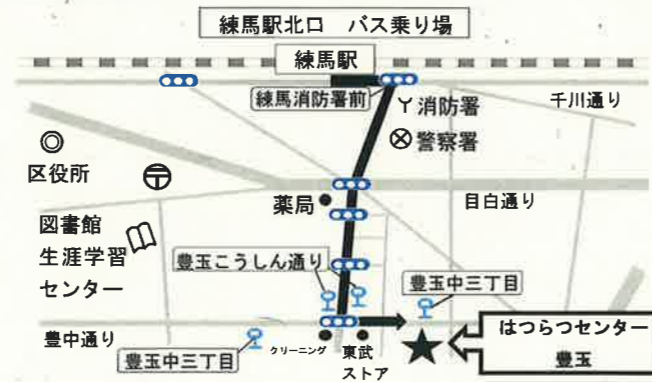 練馬駅北口 バス乗り場
練馬駅
練馬消防署前
消防署
千川通り
警察署
区役所
薬局
目白通り
図書館
生涯学習
センター
豊玉こうしん通り
豊玉中三丁目
豊中通り
豊玉中三丁目
クリーニング
東武
ストア
はつらつセンター
豊玉